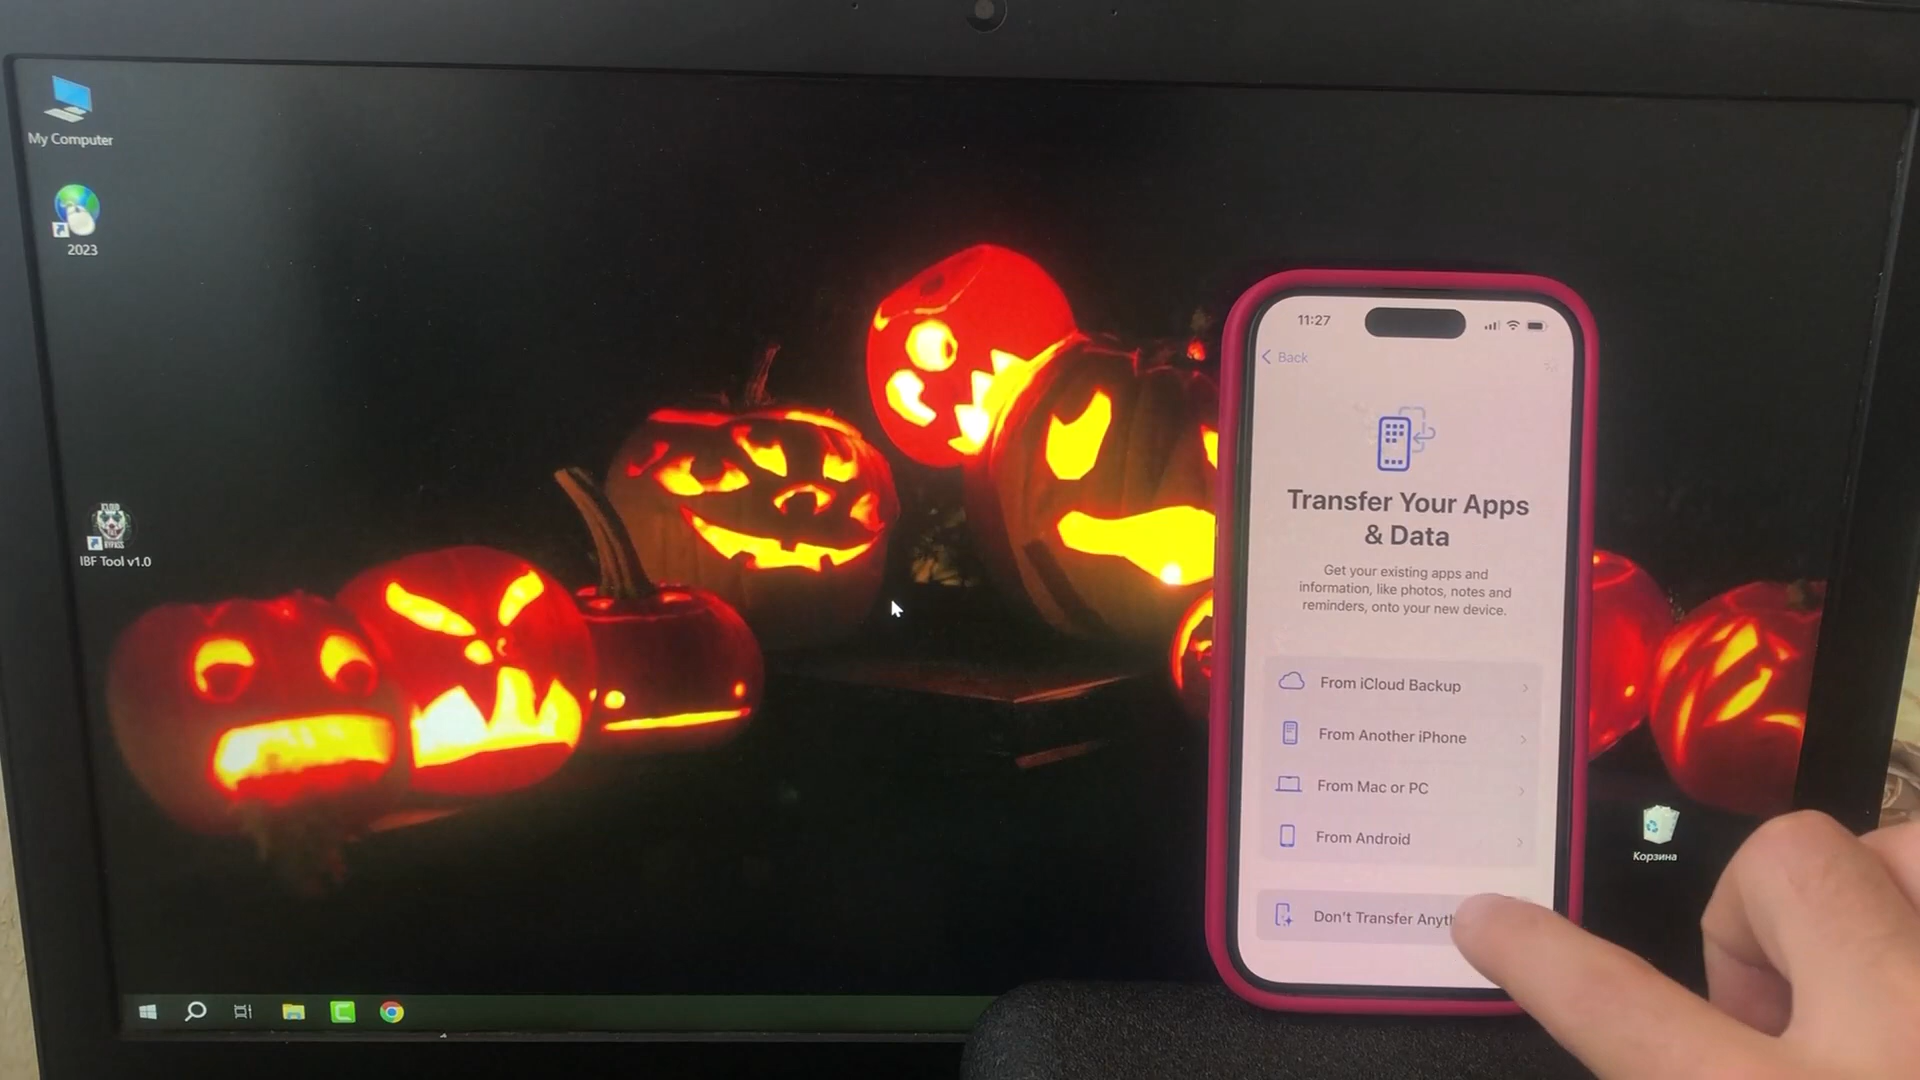 My Computer
2023
IBF Tool v1.0
11:27
Back
Transfer Your Apps
& Data
Get your existing apps and
information, like photos, notes and
reminders, onto your new device.
From iCloud Backup
From Another iPhone
From Mac or PC
From Android
Don't Transfer
Корзина